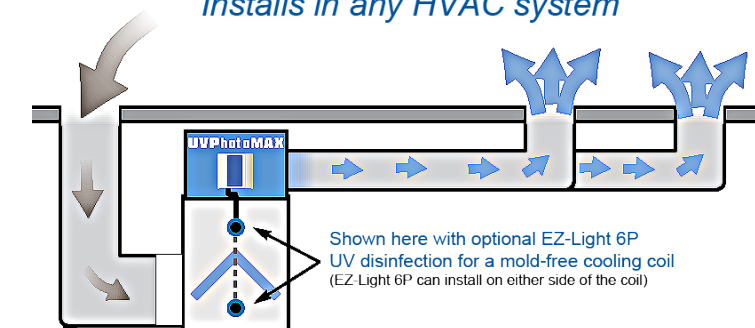 Installs in any HVAC system
UVPhotoMAX
Shown here with optional EZ-Light 6P
UV disinfection for a mold-free cooling coil
(EZ-Light 6P can install on either side of the coil)